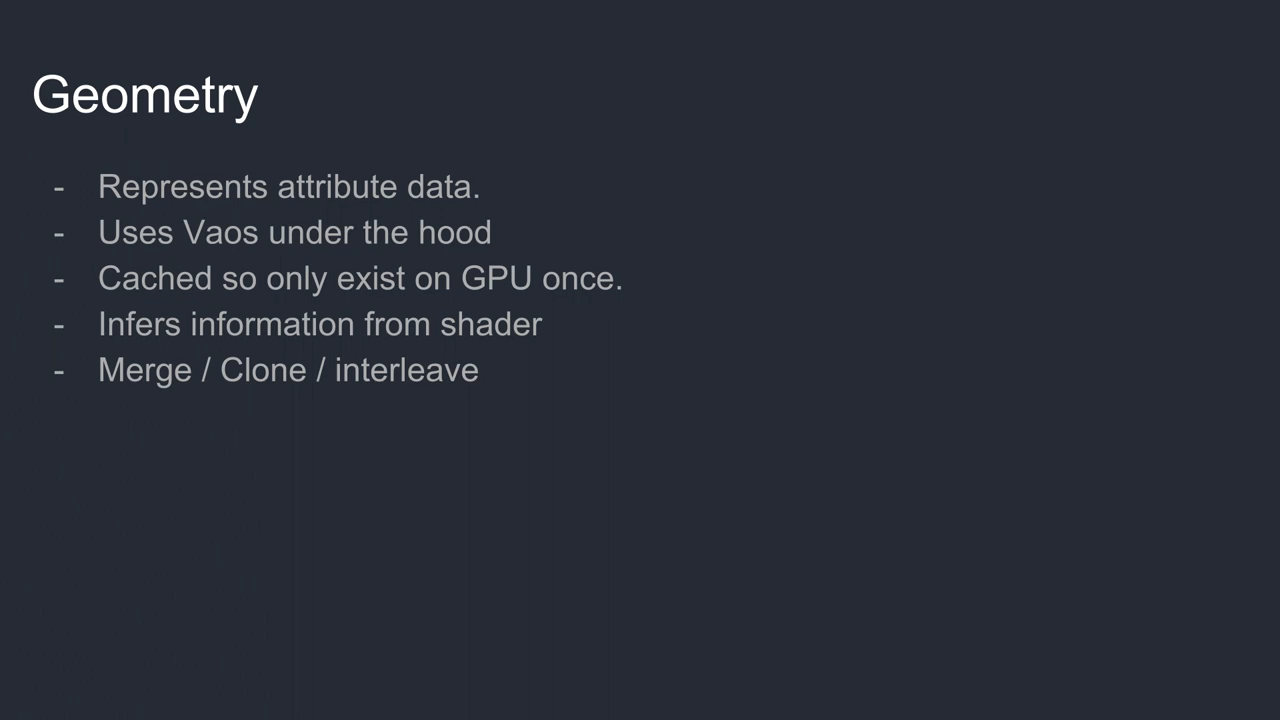 Geometry
- Represents attribute data.
- Uses Vaos under the hood
- Cached so only exist on GPU once.
- Infers information from shader
- Merge / Clone / interleave